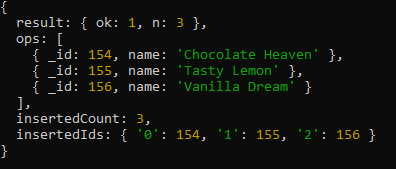 {
  result: { ok: 1, n: 3 },
  ops: [
    { _id: 154, name: 'Chocolate Heaven' },
    { _id: 155, name: 'Tasty Lemon' },
    { _id: 156, name: 'Vanilla Dream' }
  ],
  insertedCount: 3,
  insertedIds: { '0': 154, '1': 155, '2': 156 }
}